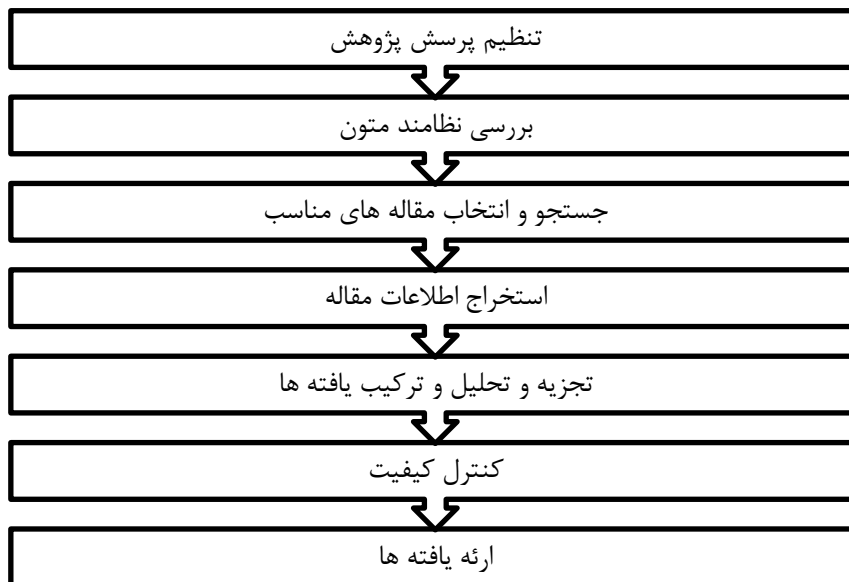 تنظیم پرسش پژوهش
بررسی نظامند متون
جستجو و انتخاب مقاله های مناسب
استخراج اطلاعات مقاله
تجزیه و تحلیل و ترکیب یافته ها
کنترل کیفیت
ارئه یافته ها